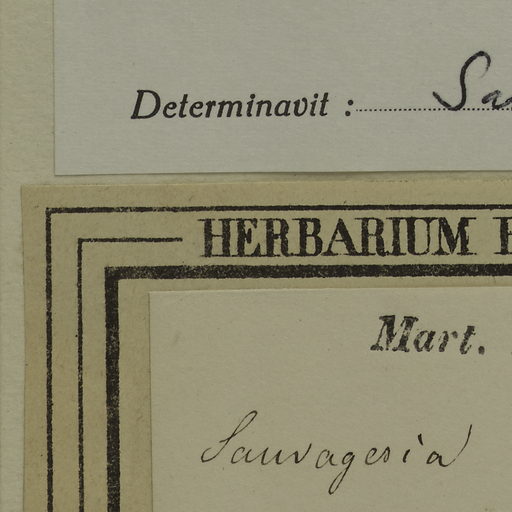 Determinavit :
HERBARIUM
Mart.
Sauvagesia